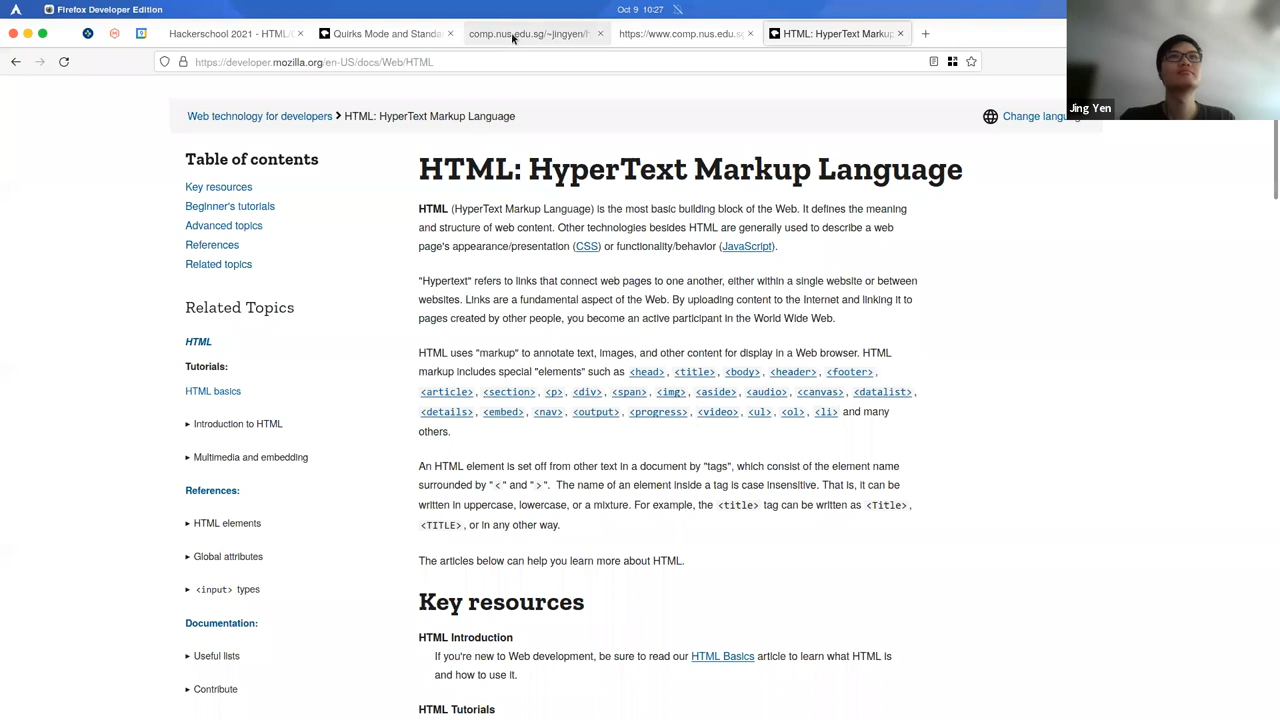 Firefox Developer Edition
Oct 9 10:27
Hackerschool 2021 - HTML/C
Quirks Mode and Standa
comp.nus.edu.sg/~jingyen/h
https://www.comp.nus.edu.sg
HTML: HyperText Markup
https://developer.mozilla.org/en-US/docs/Web/HTML
Jing Yen
Web technology for developers > HTML: HyperText Markup Language
Change langu
Table of contents
Key resources
Beginner's tutorials
Advanced topics
References
Related topics
Related Topics
HTML
Tutorials:
HTML basics
Introduction to HTML
Multimedia and embedding
References:
HTML elements
Global attributes
<input> types
Documentation:
Useful lists
Contribute
HTML: HyperText Markup Language
HTML (HyperText Markup Language) is the most basic building block of the Web. It defines the meaning
and structure of web content. Other technologies besides HTML are generally used to describe a web
page's appearance/presentation (CSS) or functionality/behavior (JavaScript).
"Hypertext" refers to links that connect web pages to one another, either within a single website or between
websites. Links are a fundamental aspect of the Web. By uploading content to the Internet and linking it to
pages created by other people, you become an active participant in the World Wide Web.
HTML uses "markup" to annotate text, images, and other content for display in a Web browser. HTML
markup includes special "elements" such as <head>, <title>, <body>, <header>, <footer>,
<article>, <section>, <p>, <div>, <span>, <img>, <aside>, <audio>, <canvas>, <datalist>,
<details>, <embed>, <nav>, <output>, <progress>, <video>, <ul>, <ol>, <li> and many
others.
An HTML element is set off from other text in a document by "tags", which consist of the element name
surrounded by "<" and ">". The name of an element inside a tag is case insensitive. That is, it can be
written in uppercase, lowercase, or a mixture. For example, the <title> tag can be written as <Title>,
<TITLE>, or in any other way.
The articles below can help you learn more about HTML.
Key resources
HTML Introduction
If you're new to Web development, be sure to read our HTML Basics article to learn what HTML is
and how to use it.
HTML Tutorials